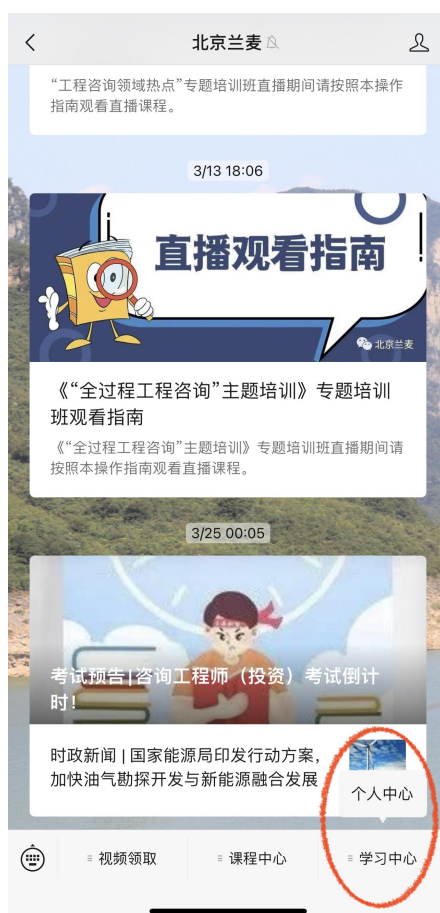 北京兰麦
“工程咨询领域热点”专题培训班直播期间请按照本操作
指南观看直播课程。
3/13 18:06
直播观看指南
北京兰麦
《“全过程工程咨询”主题培训》专题培训
班观看指南
《“全过程工程咨询”主题培训》专题培训班直播期间请
按照本操作指南观看直播课程。
3/25 00:05
考试预告|咨询工程师（投资）考试倒计
时！
时政新闻 | 国家能源局印发行动方案，
加快油气勘探开发与新能源融合发展
个人中心
视频领取
课程中心
学习中心